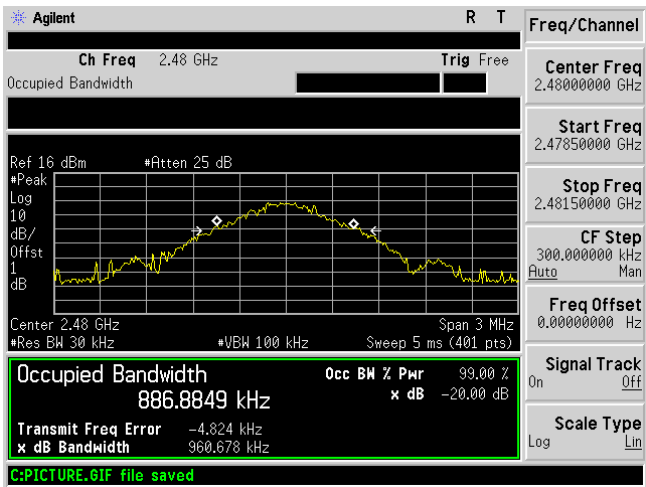 Agilent
R T
Freq/Channel
Ch Freq 2.48 GHz
Trig Free
Occupied Bandwidth
Center Freq
2.48000000 GHz
Start Freq
2.47850000 GHz
Stop Freq
2.48150000 GHz
CF Step
300.000000 kHz
Auto Man
Freq Offset
0.00000000 Hz
Signal Track
On Off
Scale Type
Log Lin
Ref 16 dBm #Atten 25 dB
#Peak
Log
10
dB/
Offst
1
dB
Center 2.48 GHz Span 3 MHz
#Res BW 30 kHz #VBW 100 kHz Sweep 5 ms (401 pts)
Occupied Bandwidth
886.8849 kHz
Occ BW % Pwr 99.00 %
x dB -20.00 dB
Transmit Freq Error -4.824 kHz
x dB Bandwidth 960.678 kHz
C:PICTURE.GIF file saved